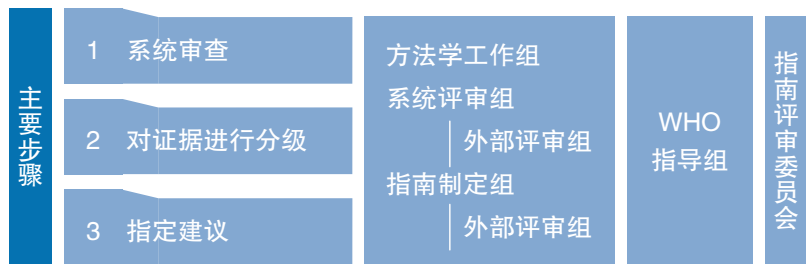 主要步骤
1 系统审查
2 对证据进行分级
3 指定建议
方法学工作组
系统评审组
外部评审组
指南制定组
外部评审组
WHO
指导组
指南评审委员会